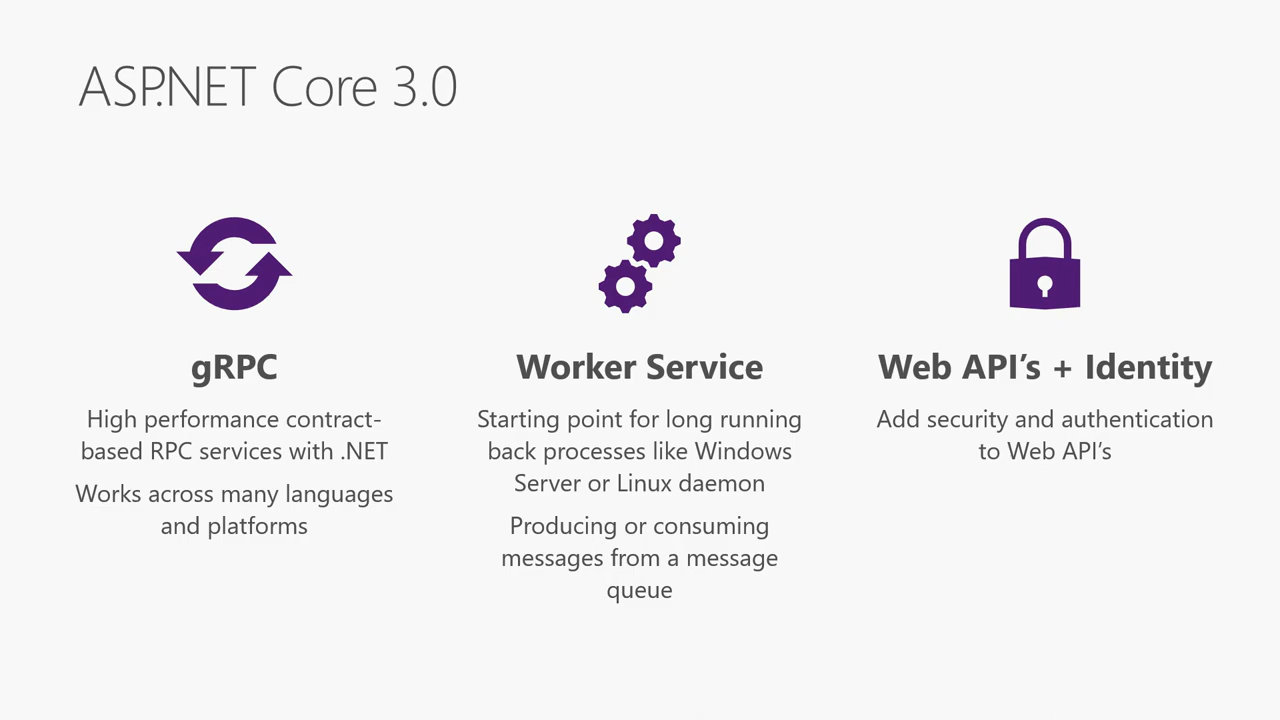 ASP.NET Core 3.0
gRPC
High performance contract-
based RPC services with .NET
Works across many languages
and platforms
Worker Service
Starting point for long running
back processes like Windows
Server or Linux daemon
Producing or consuming
messages from a message
queue
Web API’s + Identity
Add security and authentication
to Web API’s